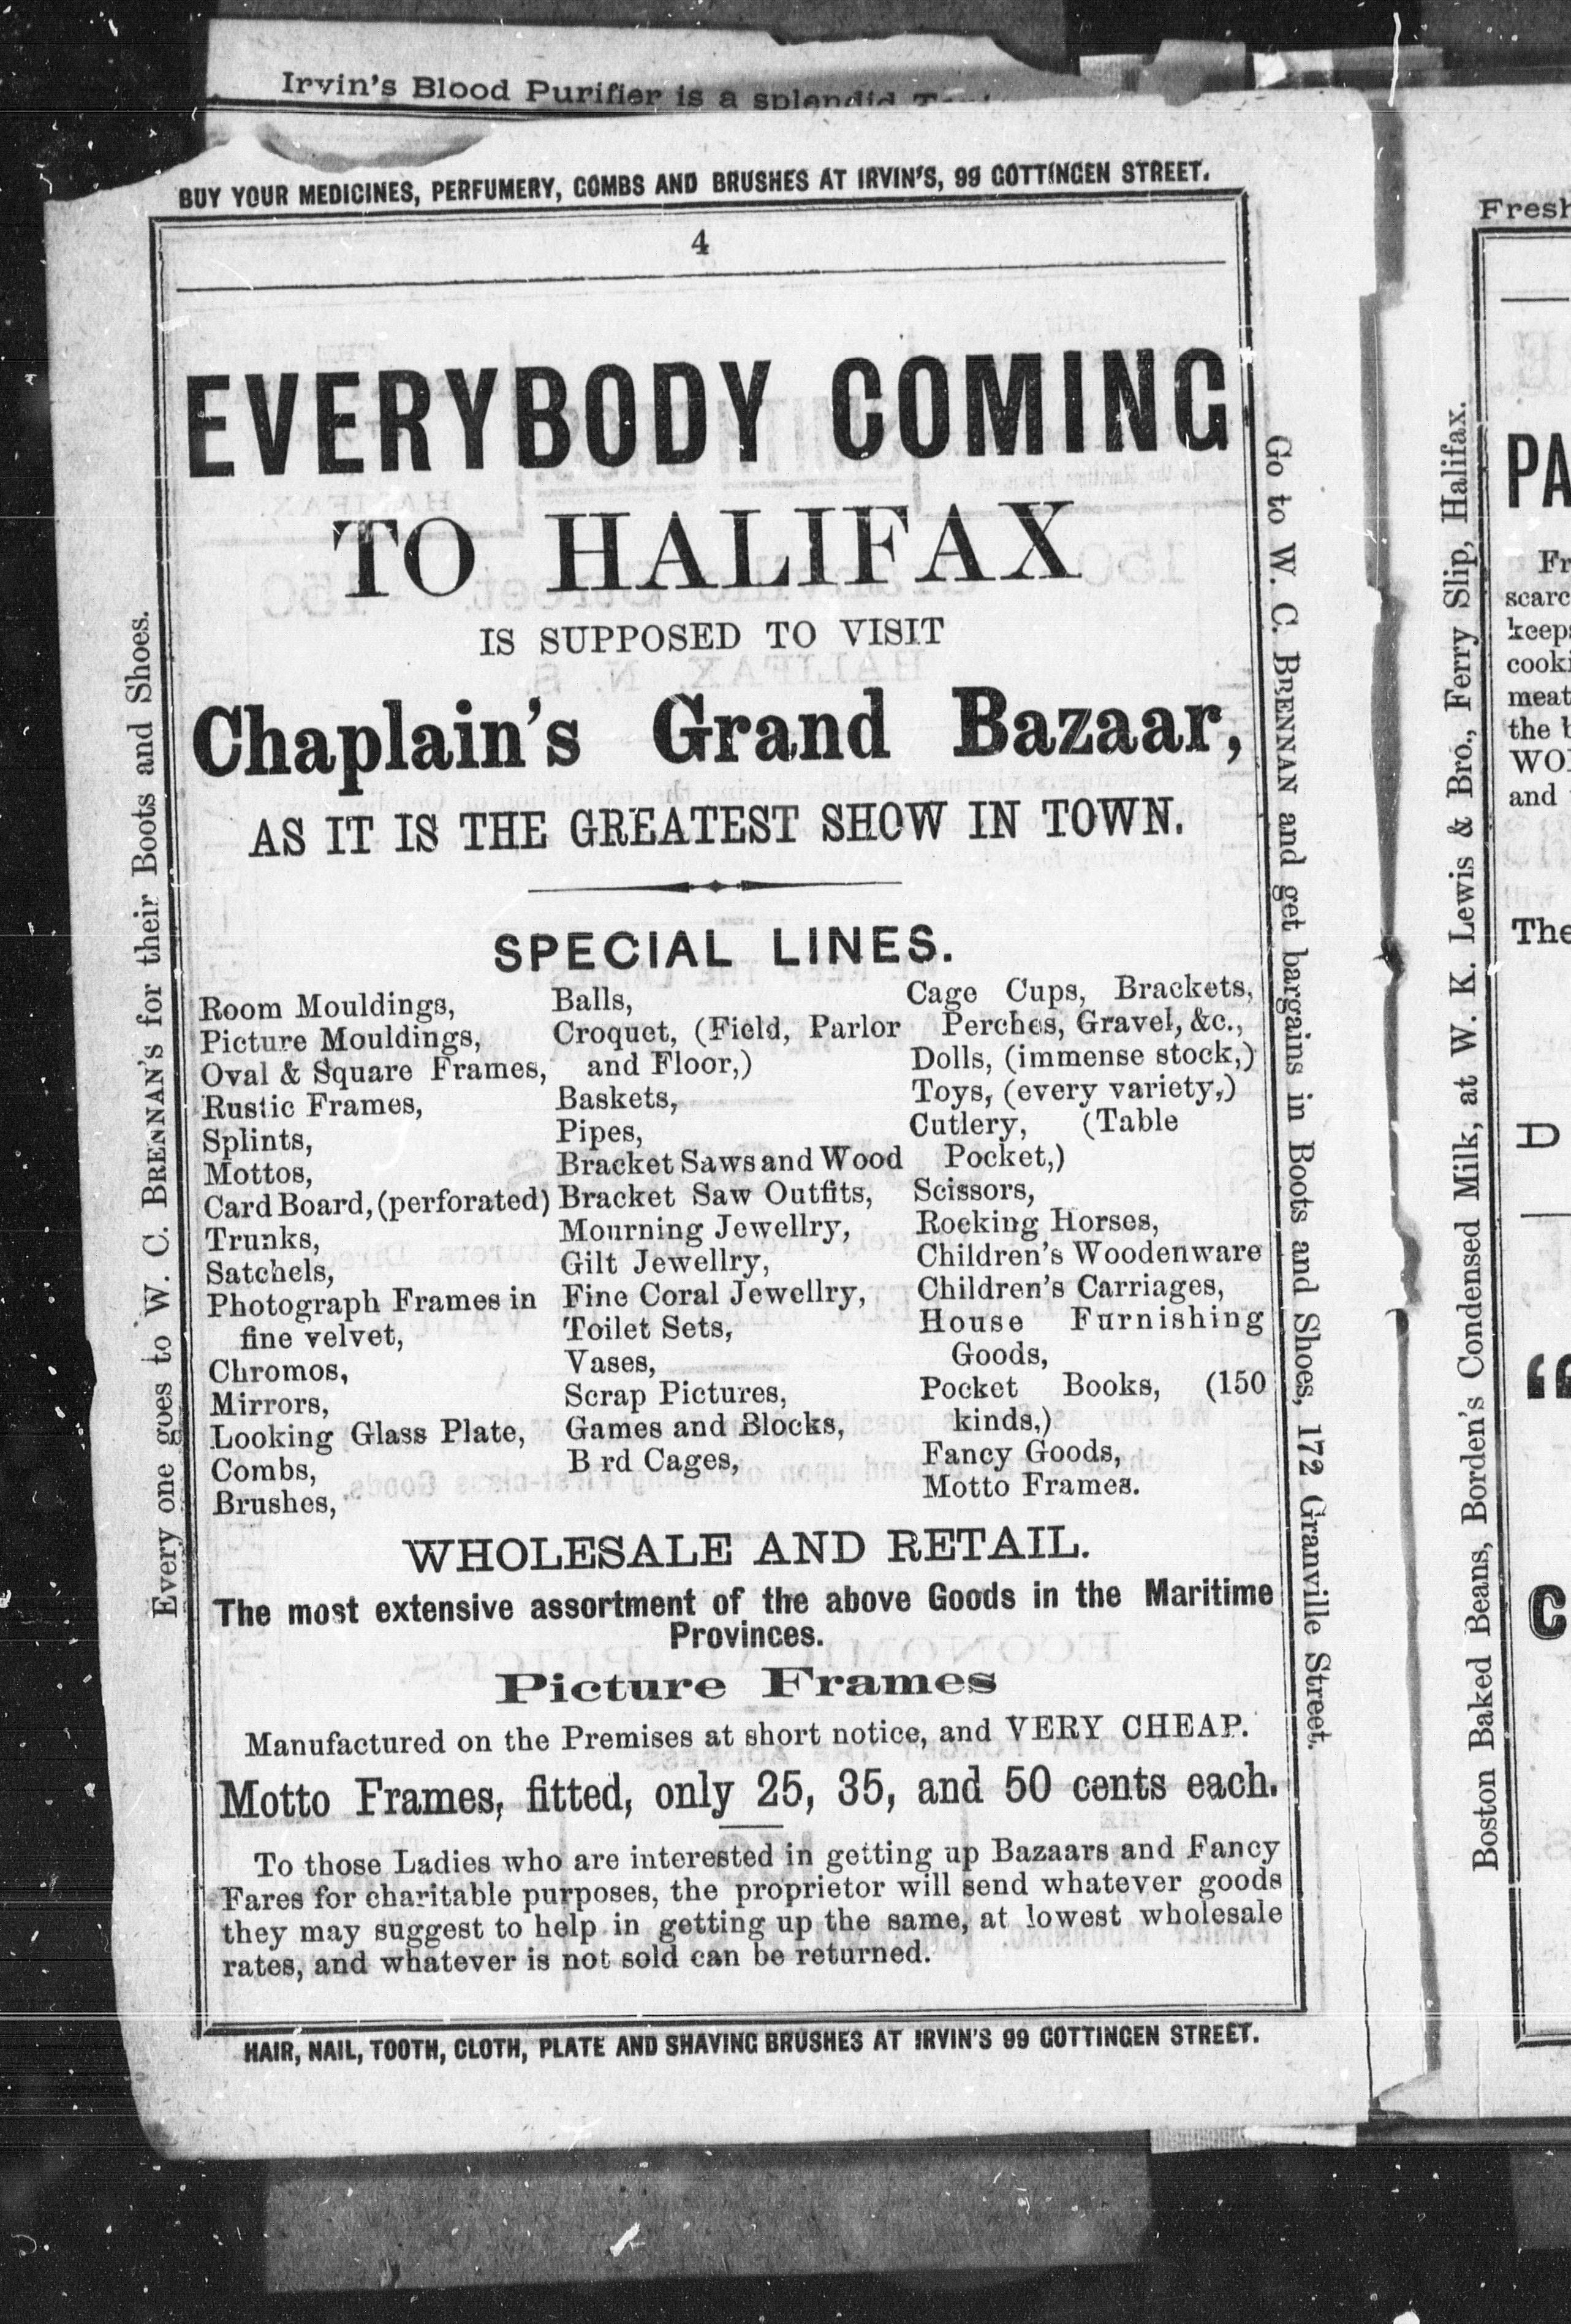 Irvin's Blood Purifier is a splendid
BUY YOUR MEDICINES, PERFUMERY, COMBS AND BRUSHES AT IRVIN'S, 99 GOTTINGEN STREET.
4
EVERYBODY COMING
TO HALIFAX
IS SUPPOSED TO VISIT
Chaplain's Grand Bazaar,
AS IT IS THE GREATEST SHOW IN TOWN.
SPECIAL LINES.
Room Mouldings,
Picture Mouldings,
Oval & Square Frames,
Rustic Frames,
Splints,
Mottos,
Card Board, (perforated)
Trunks,
Satchels,
Photograph Frames in
fine velvet,
Chromos,
Mirrors,
Looking Glass Plate,
Combs,
Brushes,
Balls,
Croquet, (Field, Parlor
and Floor,)
Baskets,
Pipes,
Bracket Saws and Wood
Bracket Saw Outfits,
Mourning Jewellry,
Gilt Jewellry,
Fine Coral Jewellry,
Toilet Sets,
Vases,
Scrap Pictures,
Games and Blocks,
B rd Cages,
Cage Cups, Brackets,
Perches, Gravel, &c.,
Dolls, (immense stock,)
Toys, (every variety,)
Cutlery, (Table
Pocket,)
Scissors,
Rocking Horses,
Children's Woodenware
Children's Carriages,
House Furnishing
Goods,
Pocket Books, (150
kinds,)
Fancy Goods,
Motto Frames.
WHOLESALE AND RETAIL.
The most extensive assortment of the above Goods in the Maritime
Provinces.
Picture Frames
Manufactured on the Premises at short notice, and VERY CHEAP.
Motto Frames, fitted, only 25, 35, and 50 cents each.
To those Ladies who are interested in getting up Bazaars and Fancy
Fares for charitable purposes, the proprietor will send whatever goods
they may suggest to help in getting up the same, at lowest wholesale
rates, and whatever is not sold can be returned.
HAIR, NAIL, TOOTH, CLOTH, PLATE AND SHAVING BRUSHES AT IRVIN'S 99 GOTTINGEN STREET.
Every one goes to W. C. BRENNAN'S for their Boots and Shoes.
Go to W. C. BRENNAN and get bargains in Boots and Shoes, 172 Granville Street.
Boston Baked Beans, Borden's Condensed Milk, at W. K. Lewis & Bro., Ferry Slip, Halifax.
Fresh
PA
Fr
scarc
keeps
cooki
meat
the b
WO
and
The